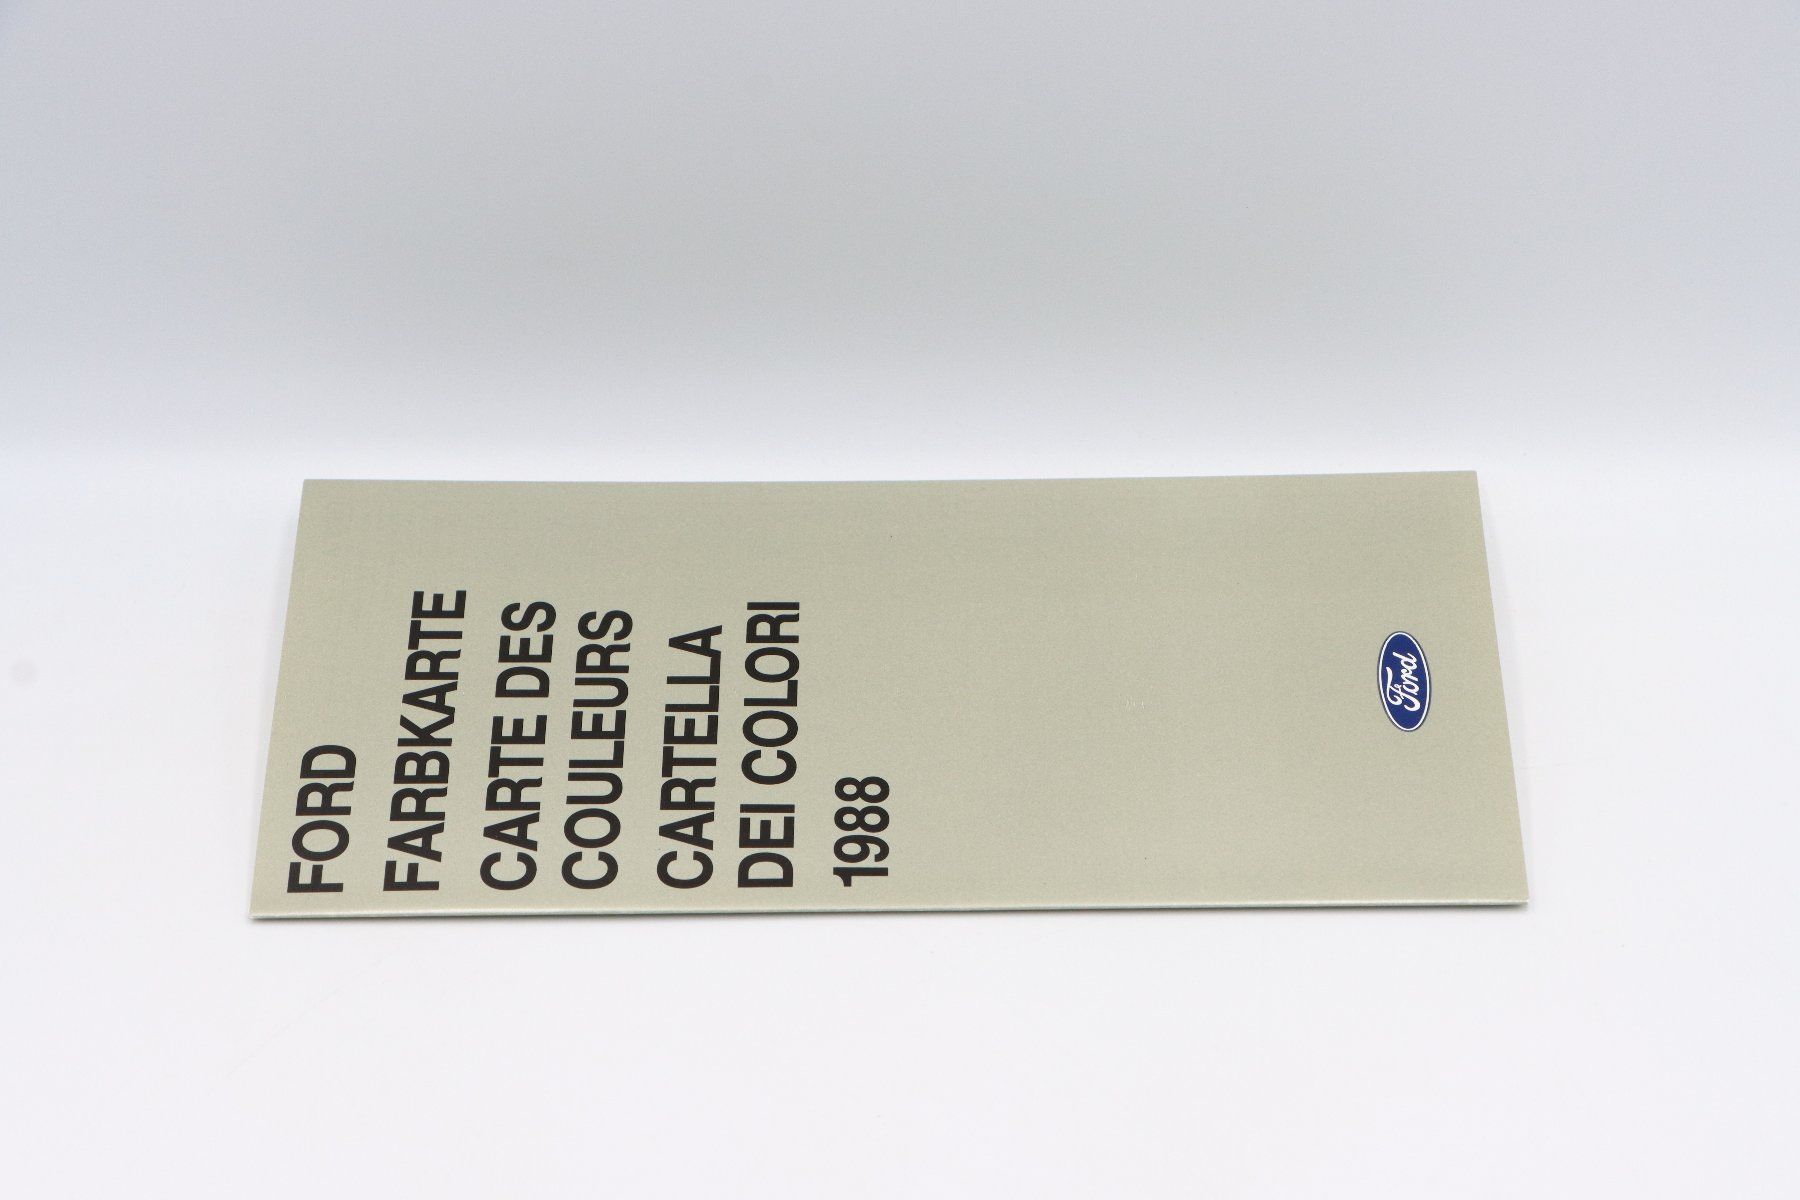 FORD
FARBKARTE
CARTE DES
COULEURS
CARTELLA
DEI COLORI
1988
Ford